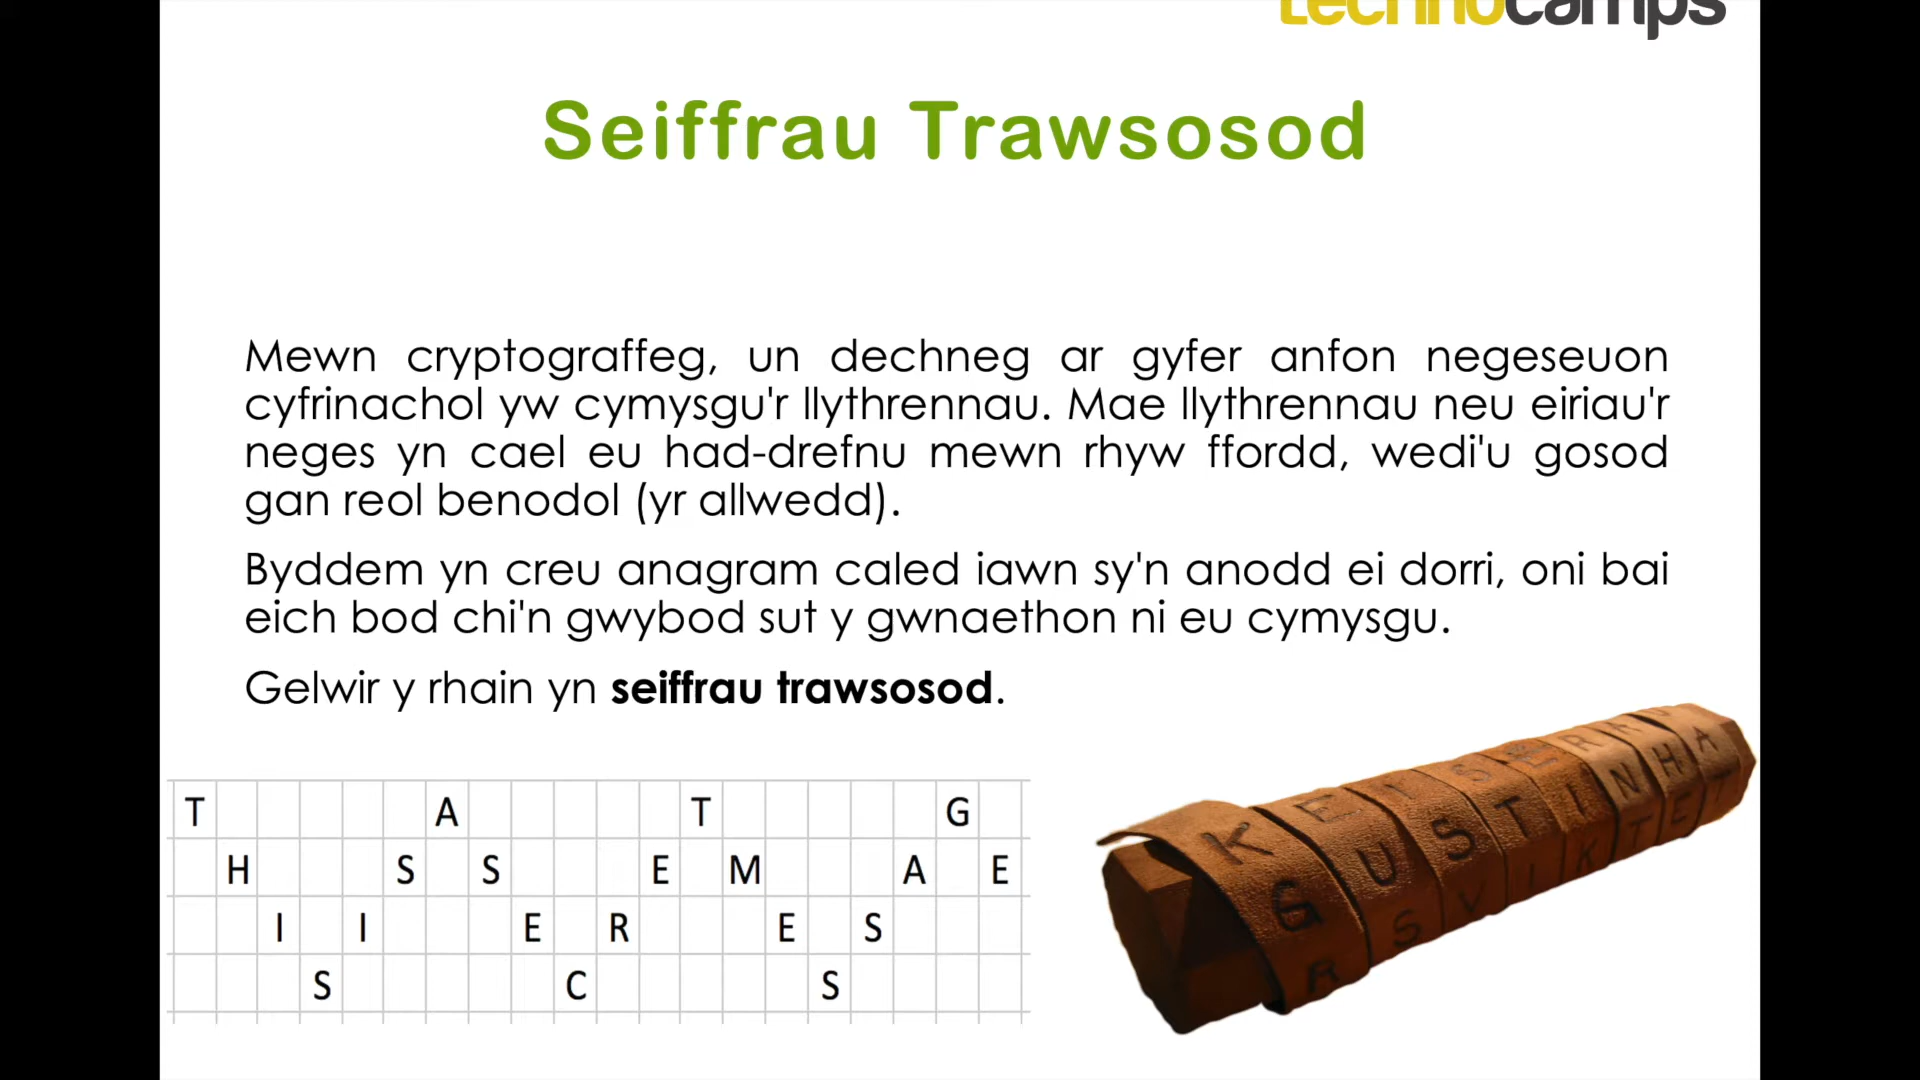 technocamps
Seiffrau Trawsosod
Mewn cryptograffeg, un dechneg ar gyfer anfon negeseuon
cyfrinachol yw cymysgu'r llythrennau. Mae llythrennau neu eiriau'r
neges yn cael eu had-drefnu mewn rhyw ffordd, wedi'u gosod
gan reol benodol (yr allwedd).
Byddem yn creu anagram caled iawn sy'n anodd ei dorri, oni bai
eich bod chi'n gwybod sut y gwnaethon ni eu cymysgu.
Gelwir y rhain yn seiffrau trawsosod.
T A T G
H S S E M A E
I I E R E S
S C S
K E
G U S T I N H A
R S V I K T E